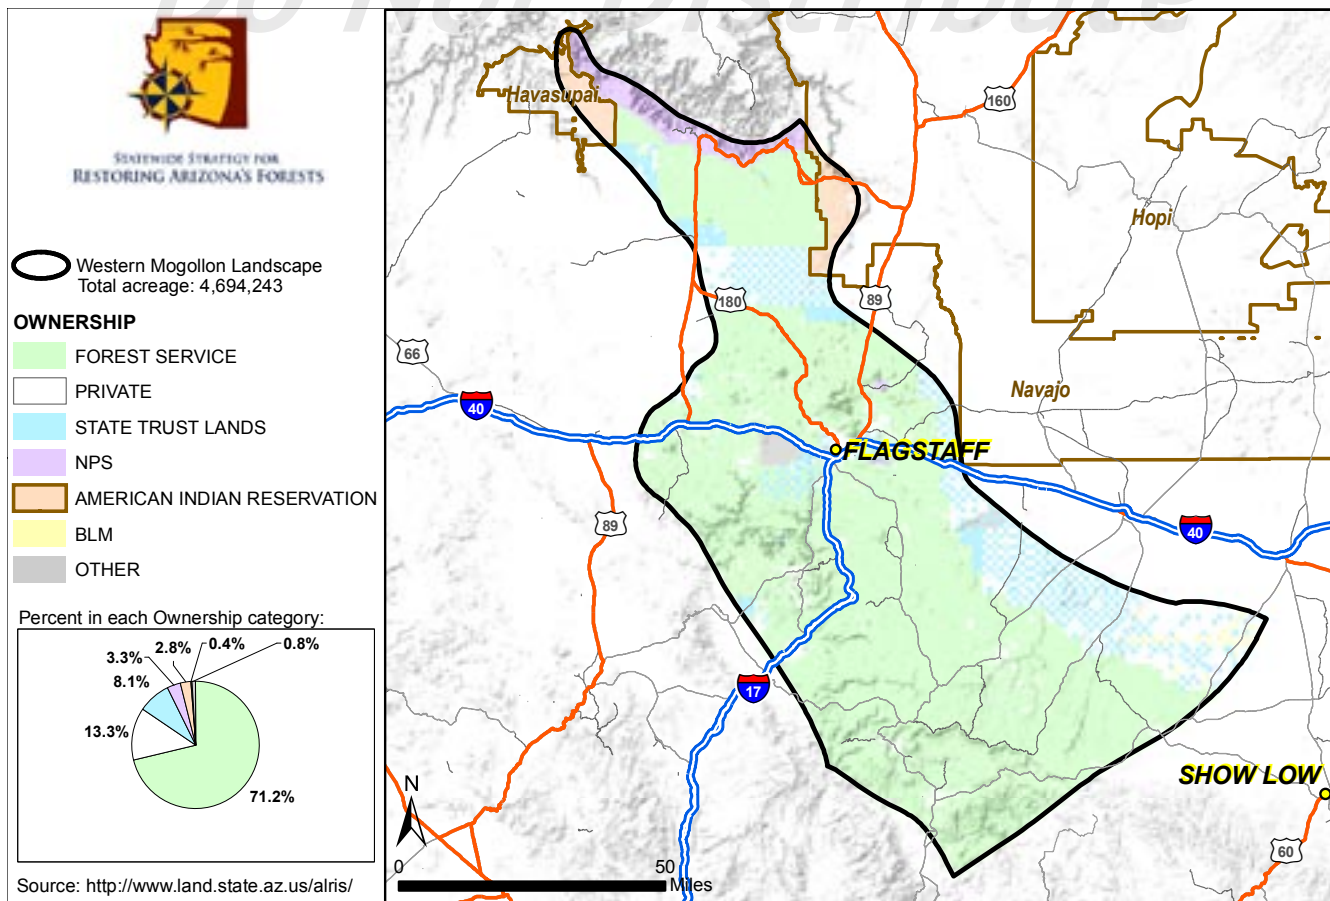 Do Not Distribute
STATEWIDE STRATEGY FOR
RESTORING ARIZONA'S FORESTS
Western Mogollon Landscape
Total acreage: 4,694,243
OWNERSHIP
FOREST SERVICE
PRIVATE
STATE TRUST LANDS
NPS
AMERICAN INDIAN RESERVATION
BLM
OTHER
Percent in each Ownership category:
2.8%
0.4%
0.8%
3.3%
8.1%
13.3%
71.2%
Source: http://www.land.state.az.us/alris/
Havasupai
160
Hopi
180
89
66
Navajo
40
FLAGSTAFF
89
40
17
SHOW LOW
60
N
0
50
Miles